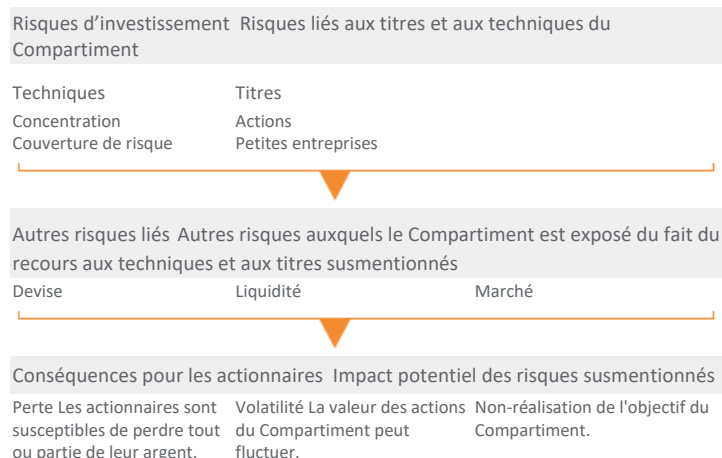 Risques d’investissement Risques liés aux titres et aux techniques du
Compartiment
Techniques Titres
Concentration Actions
Couverture de risque Petites entreprises
Autres risques liés Autres risques auxquels le Compartiment est exposé du fait du
recours aux techniques et aux titres susmentionnés
Devise Liquidité Marché
Conséquences pour les actionnaires Impact potentiel des risques susmentionnés
Perte Les actionnaires sont
susceptibles de perdre tout
ou partie de leur argent.
Volatilité La valeur des actions
du Compartiment peut
fluctuer.
Non-réalisation de l'objectif du
Compartiment.